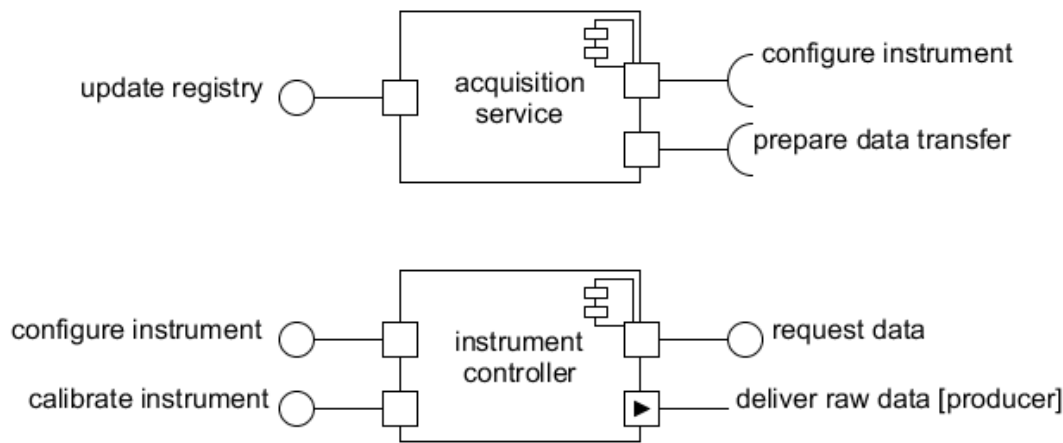 update registry
acquisition
service
configure instrument
prepare data transfer
configure instrument
calibrate instrument
instrument
controller
request data
deliver raw data [producer]